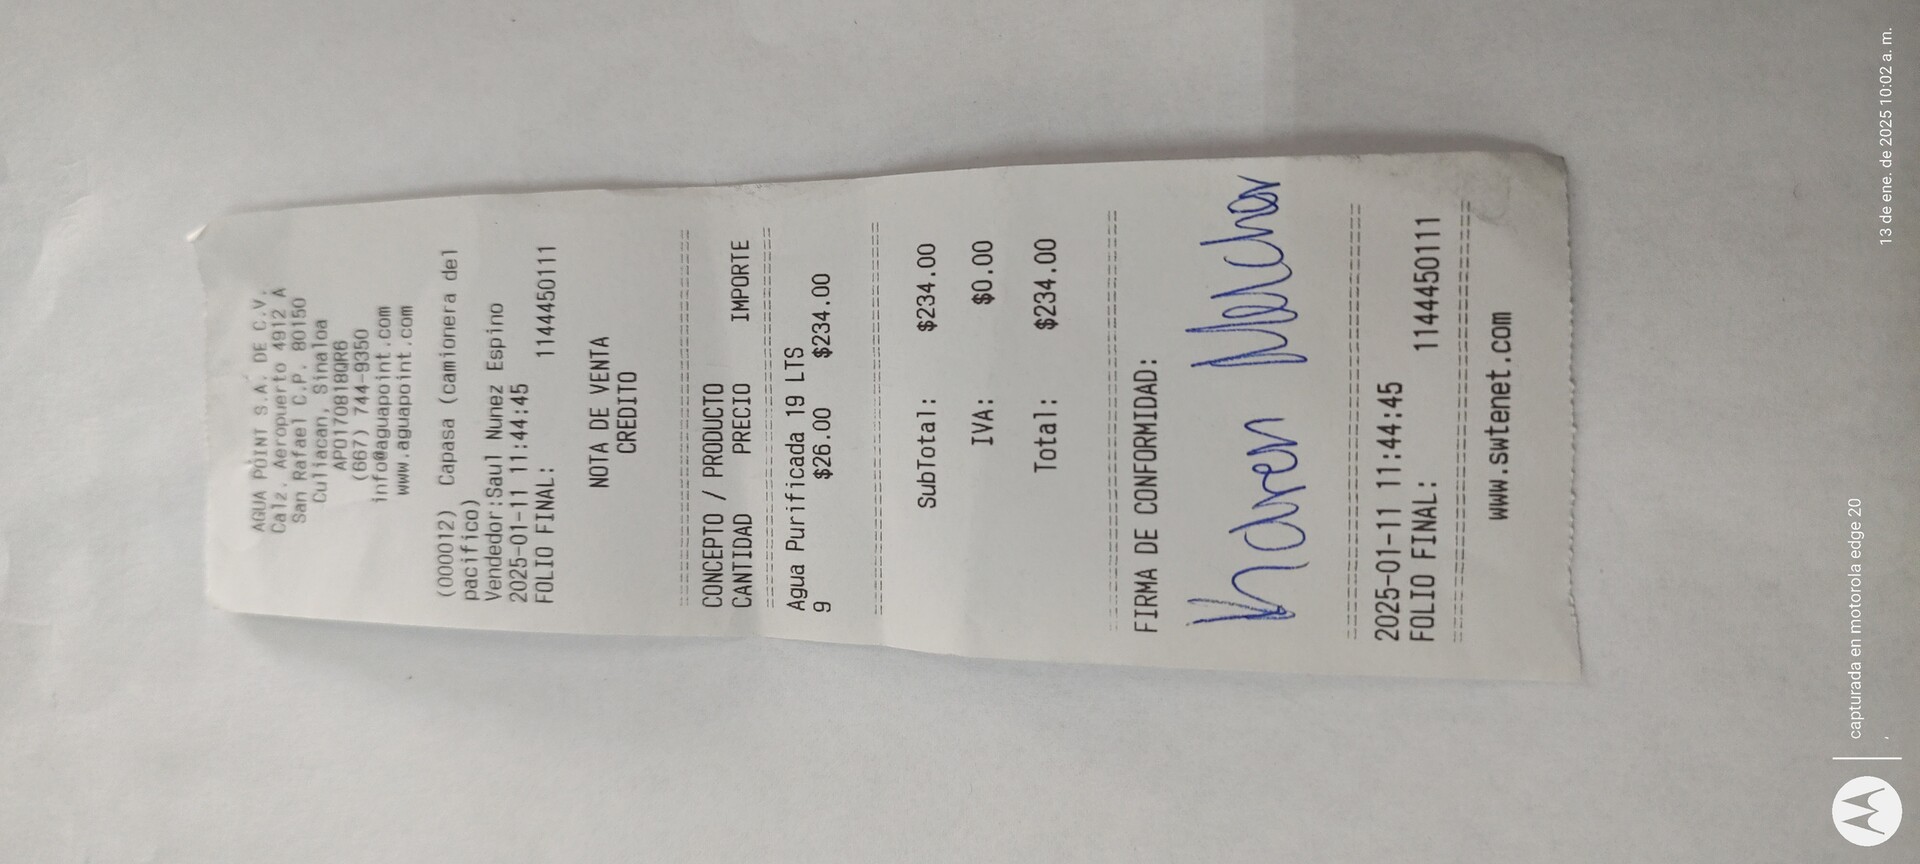 AGUA POINT S.A. DE C.V.
Calz. Aeropuerto 4912 A
San Rafael C.P. 80150
Culiacan, Sinaloa
APO170818QR6
(667) 744-9350
info@aguapoint.com
www.aguapoint.com
(000012) Capasa (camionera del
pacifico)
Vendedor:Saul Nunez Espino
2025-01-11 11:44:45
FOLIO FINAL: 1144450111
NOTA DE VENTA
CREDITO
CONCEPTO / PRODUCTO
CANTIDAD PRECIO IMPORTE
Agua Purificada 19 LTS
9 $26.00 $234.00
SubTotal: $234.00
IVA: $0.00
Total: $234.00
FIRMA DE CONFORMIDAD:
Karen
2025-01-11 11:44:45
FOLIO FINAL: 1144450111
www.swtenet.com
capturada en motorola edge 20
13 de ene. de 2025 10:02 a. m.